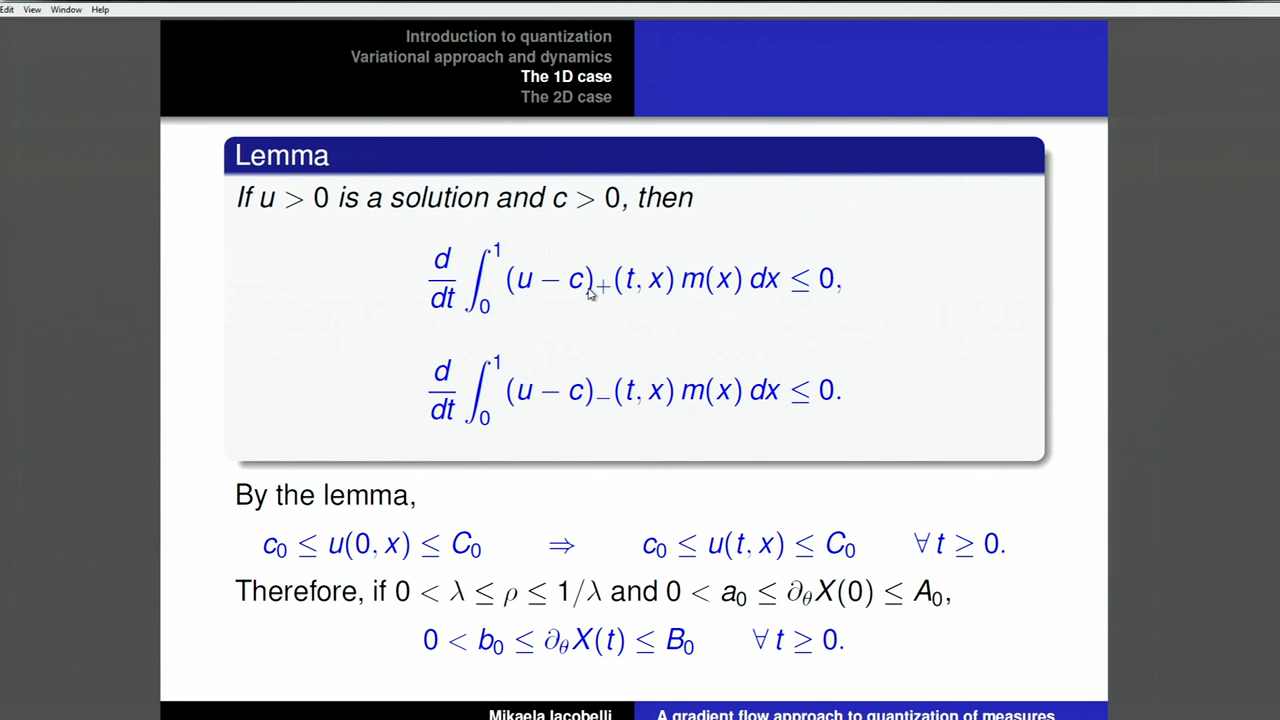 Edit View Window Help
Introduction to quantization
Variational approach and dynamics
The 1D case
The 2D case
Lemma
If u > 0 is a solution and c > 0, then
d/dt ∫₀¹ (u − c)₊(t, x) m(x) dx ≤ 0,
d/dt ∫₀¹ (u − c)₋(t, x) m(x) dx ≤ 0.
By the lemma,
c₀ ≤ u(0, x) ≤ C₀ ⇒ c₀ ≤ u(t, x) ≤ C₀ ∀ t ≥ 0.
Therefore, if 0 < λ ≤ ρ ≤ 1/λ and 0 < a₀ ≤ ∂_θX(0) ≤ A₀,
0 < b₀ ≤ ∂_θX(t) ≤ B₀ ∀ t ≥ 0.
Mikaela Iacobelli A gradient flow approach to quantization of measures